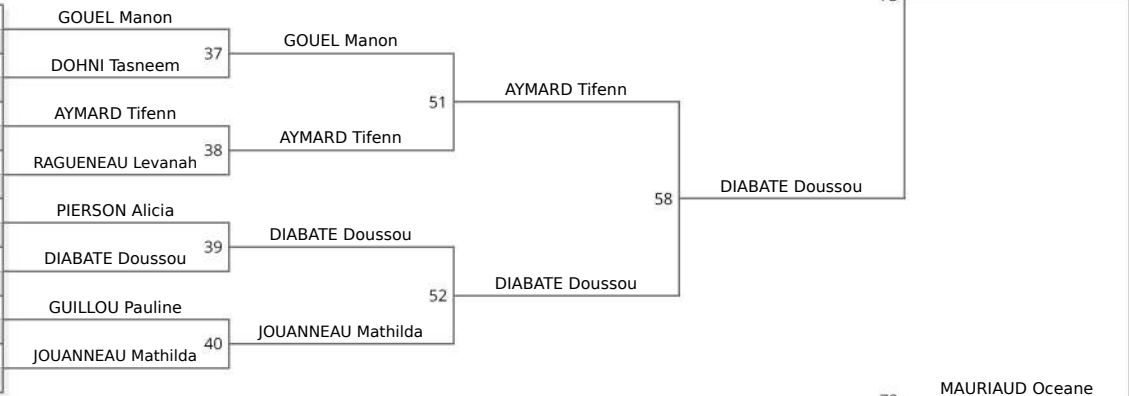 GOUEL Manon
37
DOHNI Tasneem
GOUEL Manon
51
AYMARD Tifenn
38
RAGUENEAU Levanah
AYMARD Tifenn
AYMARD Tifenn
58
DIABATE Doussou
PIERSON Alicia
39
DIABATE Doussou
DIABATE Doussou
52
DIABATE Doussou
GUILLOU Pauline
40
JOUANNEAU Mathilda
JOUANNEAU Mathilda
MAURIAUD Oceane